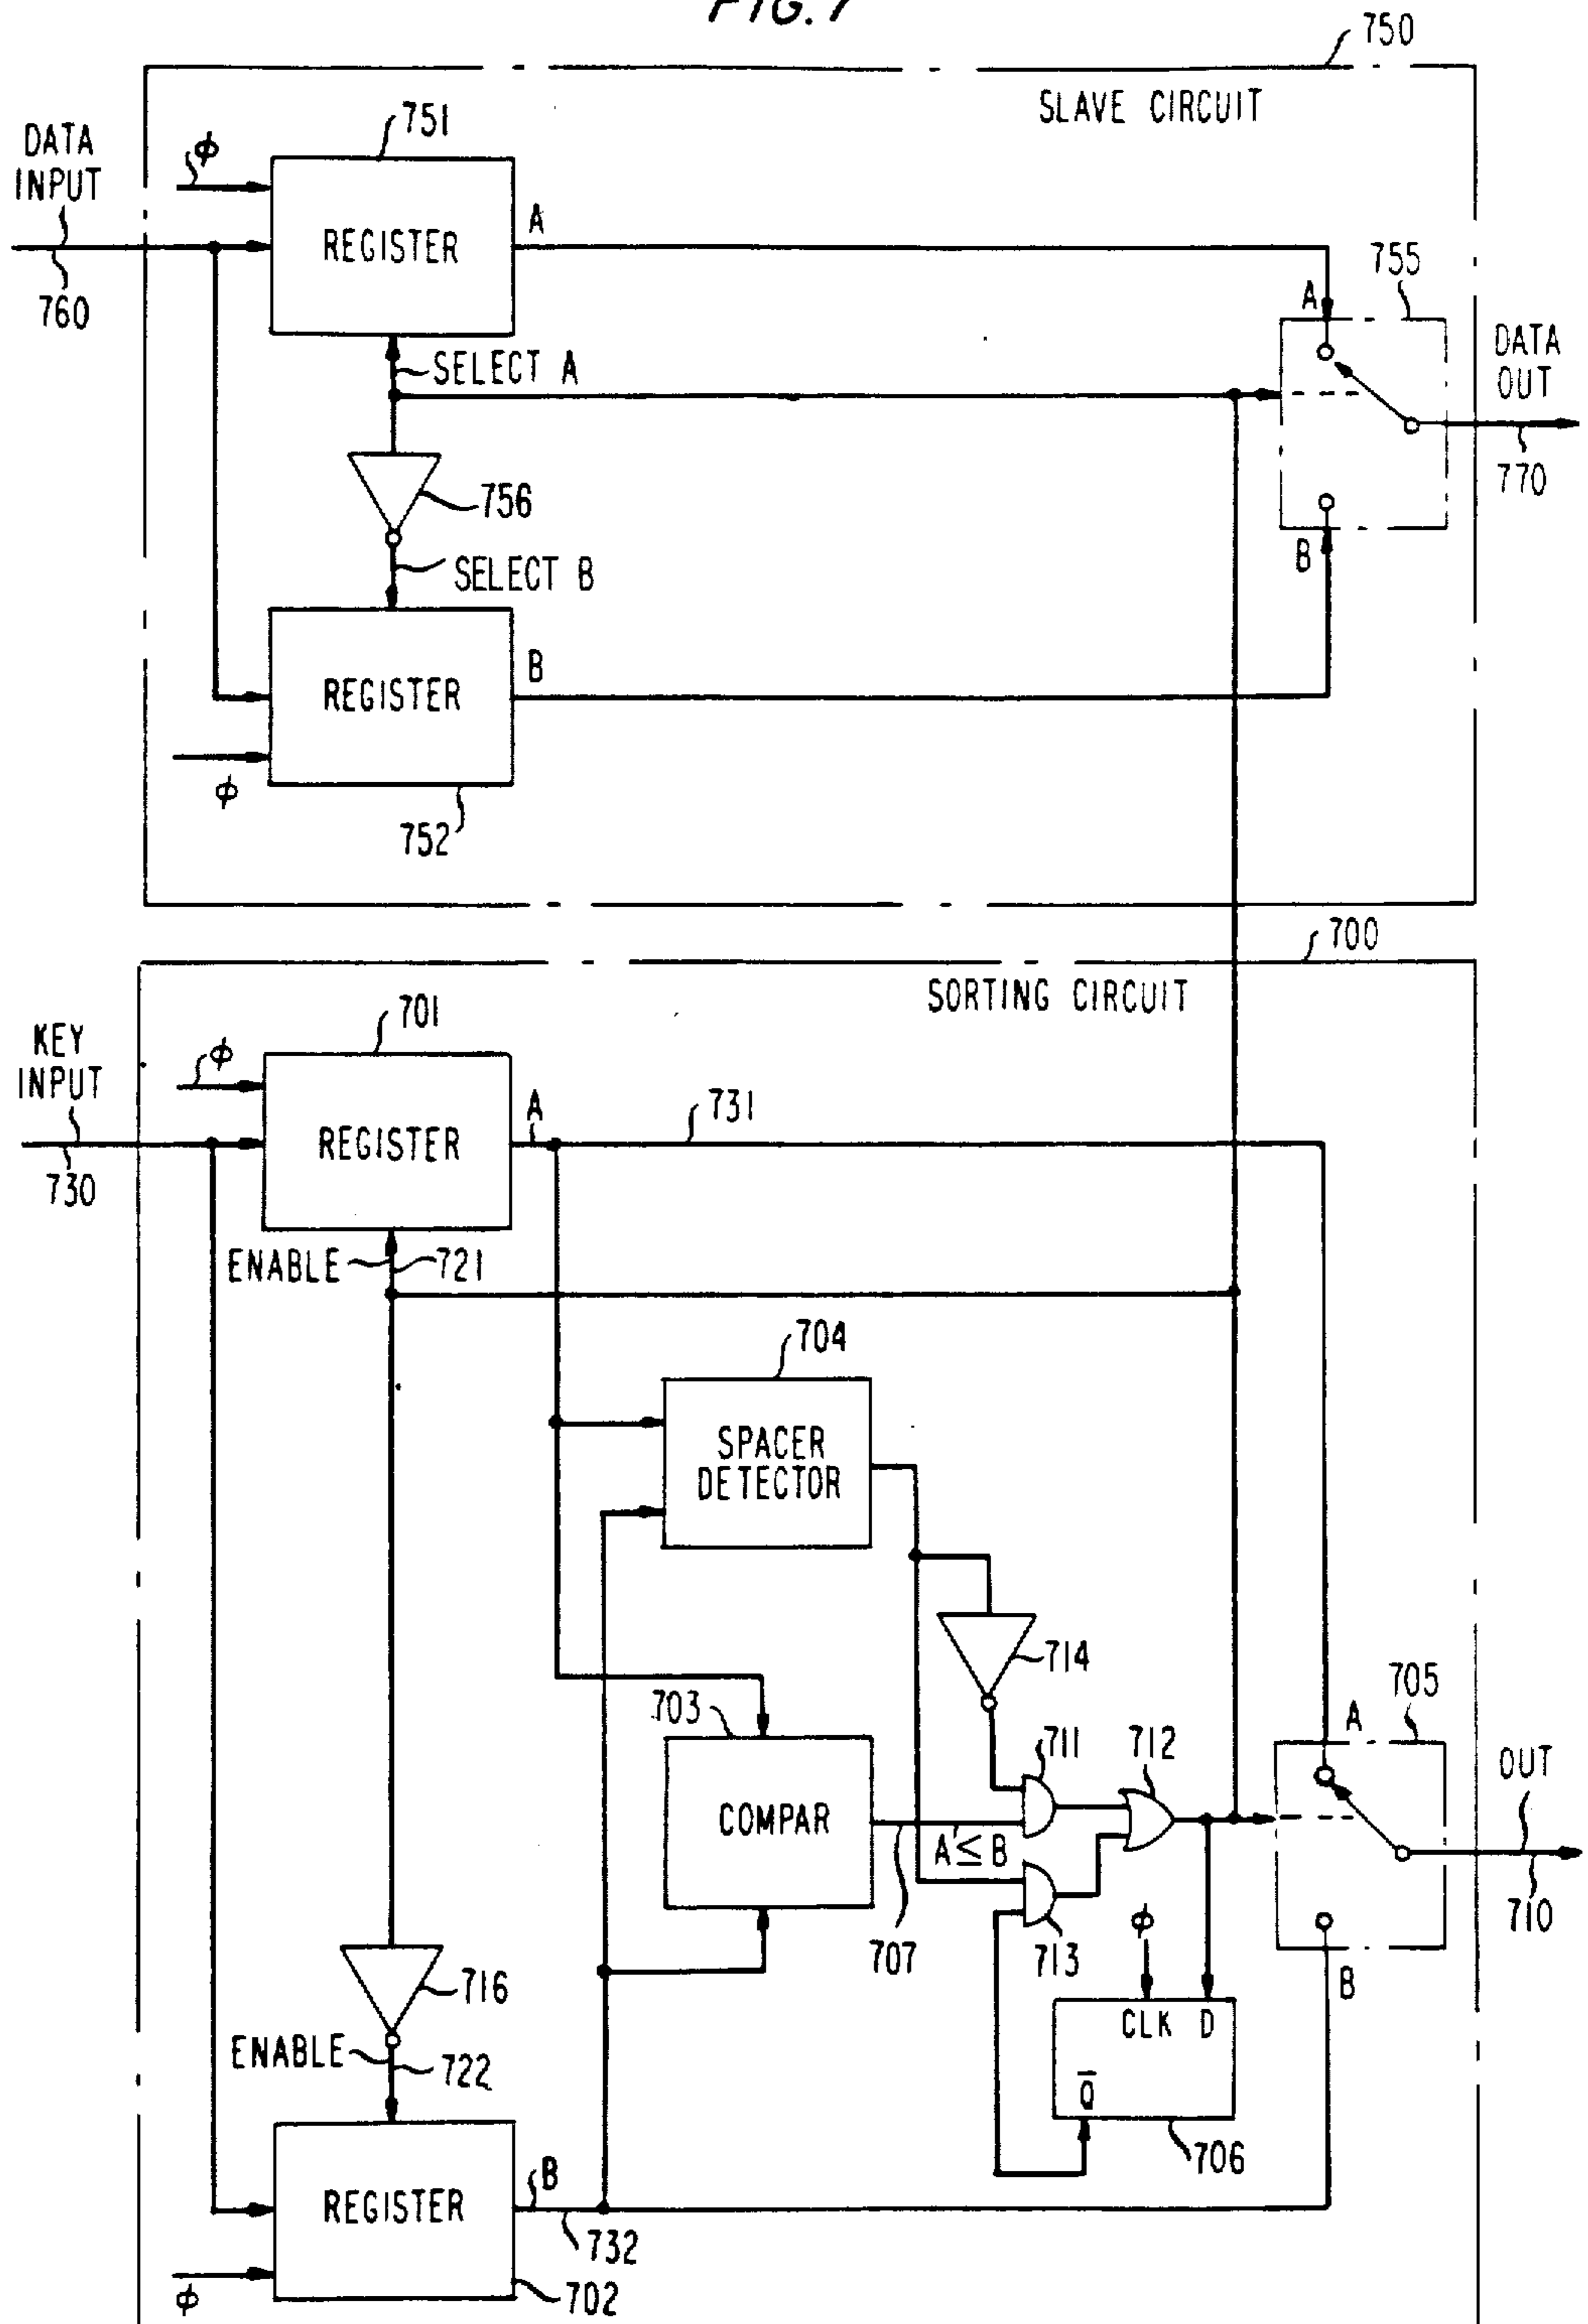 FIG. 7
750
SLAVE CIRCUIT
751
DATA
INPUT
ϕ
REGISTER
A
760
755
A
SELECT A
DATA
OUT
756
770
SELECT B
B
REGISTER
B
ϕ
752
700
SORTING CIRCUIT
701
KEY
INPUT
ϕ
A
731
REGISTER
730
ENABLE
721
704
SPACER
DETECTOR
714
703
705
A
711
712
OUT
COMPAR
A ≤ B
710
707
713
ϕ
B
716
CLK D
ENABLE
722
Q̄
706
B
REGISTER
732
ϕ
702